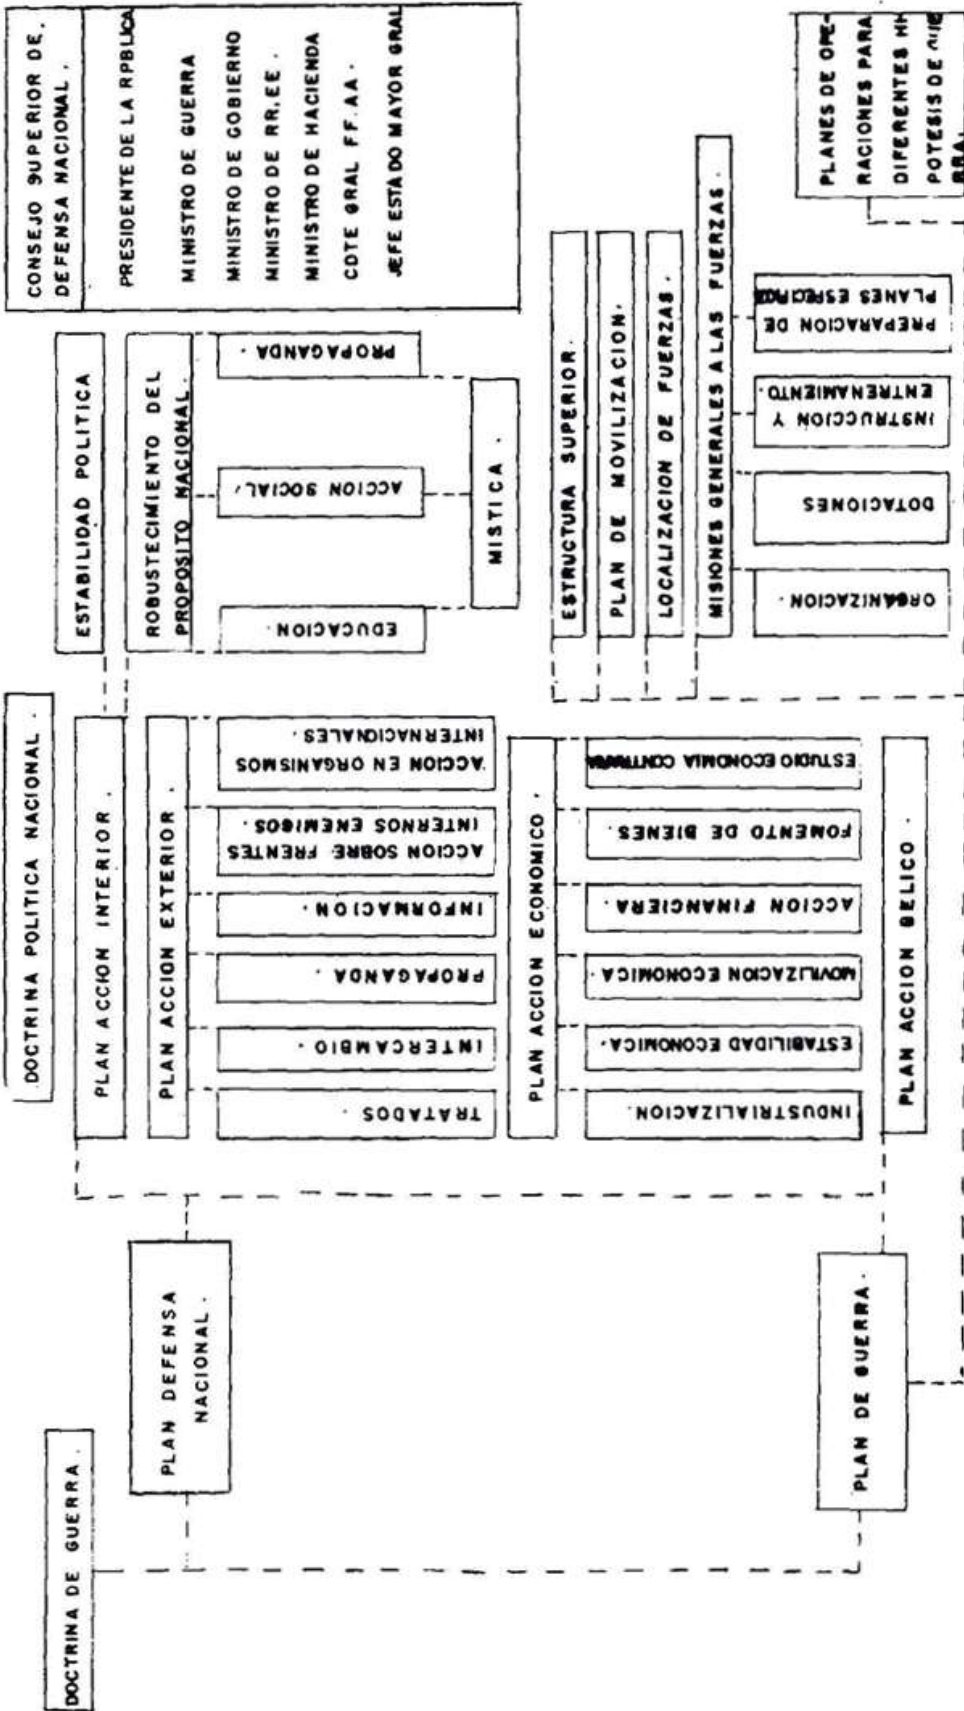 DOCTRINA DE GUERRA.
PLAN DEFENSA
NACIONAL.
PLAN DE GUERRA.
DOCTRINA POLITICA NACIONAL.
PLAN ACCION INTERIOR.
PLAN ACCION EXTERIOR.
TRATADOS.
INTERCAMBIO.
PROPAGANDA.
INFORMACION.
ACCION SOBRE FRENTES
INTERNOS ENEMIGOS.
ACCION EN ORGANISMOS
INTERNACIONALES.
PLAN ACCION ECONOMICO.
INDUSTRIALIZACION.
ESTABILIDAD ECONOMICA.
MOVILIZACION ECONOMICA.
ACCION FINANCIERA.
FOMENTO DE BIENES.
ESTUDIO ECONOMIA
PLAN ACCION BELICO.
ESTABILIDAD POLITICA
ROBUSTECIMIENTO DEL
PROPOSITO NACIONAL.
EDUCACION.
ACCION SOCIAL.
PROPAGANDA.
MISTICA.
ESTRUCTURA SUPERIOR.
PLAN DE MOVILIZACION.
LOCALIZACION DE FUERZAS.
MISIONES GENERALES A LAS FUERZAS.
ORGANIZACION.
DOTACIONES
INSTRUCCION Y
ENTRENAMIENTO.
PREPARACION DE
PLANES
CONSEJO SUPERIOR DE.
DEFENSA NACIONAL.
PRESIDENTE DE LA RPBLICA
MINISTRO DE GUERRA
MINISTRO DE GOBIERNO
MINISTRO DE RR.EE.
MINISTRO DE HACIENDA
CDTE GRAL FF.AA.
JEFE ESTADO MAYOR GRAL
PLANES DE OPE-
RACIONES PARA
DIFERENTES HI
POTESIS DE GUE
RRA.